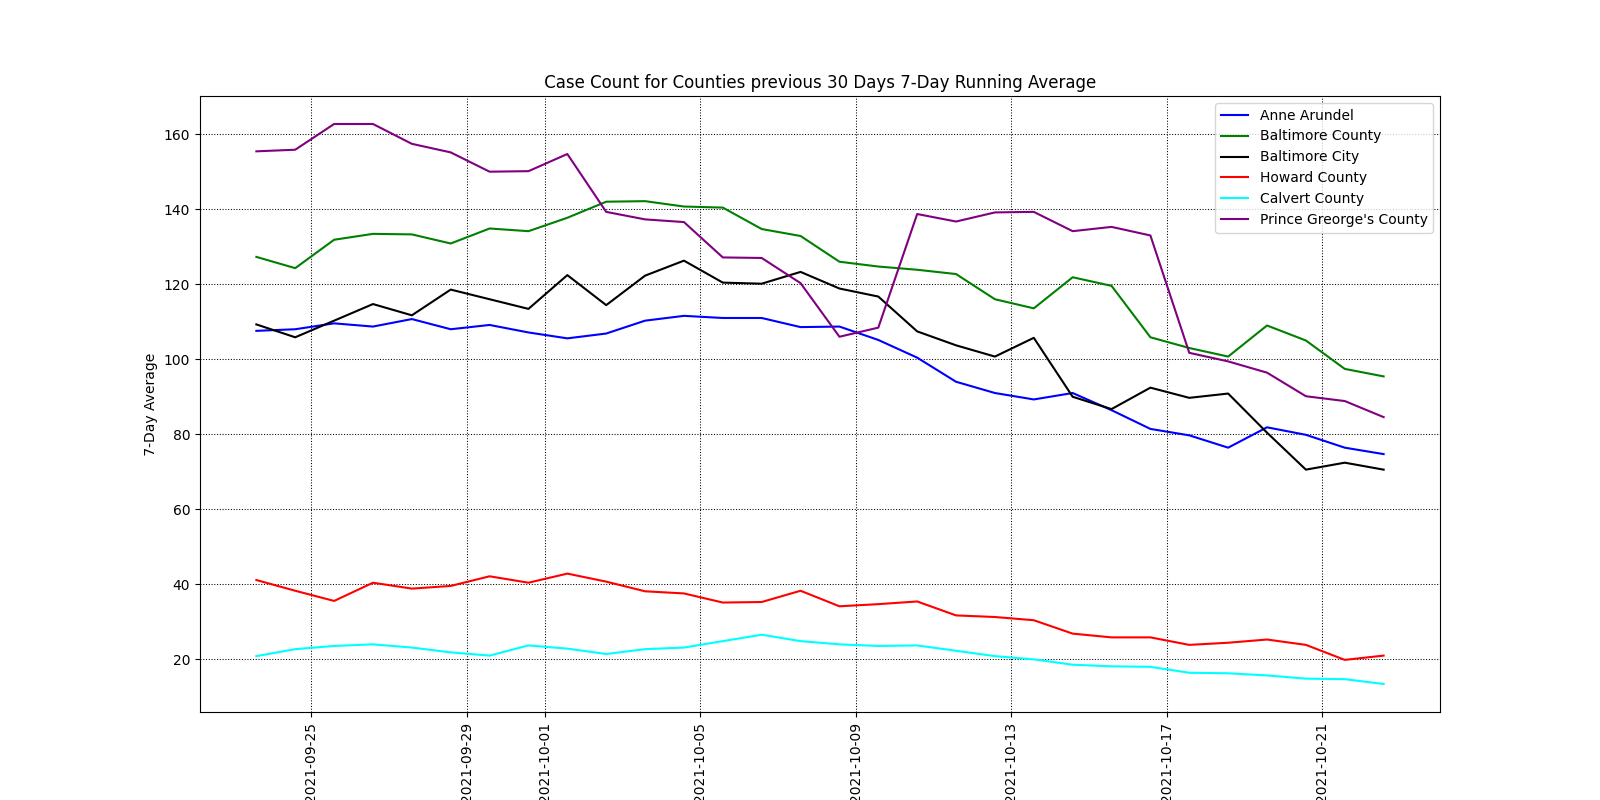 Case Count for Counties previous 30 Days 7-Day Running Average
Anne Arundel
Baltimore County
Baltimore City
Howard County
Calvert County
Prince Greorge's County
7-Day Average
160
140
120
100
80
60
40
20
2021-09-25
2021-09-29
2021-10-01
2021-10-05
2021-10-09
2021-10-13
2021-10-17
2021-10-21